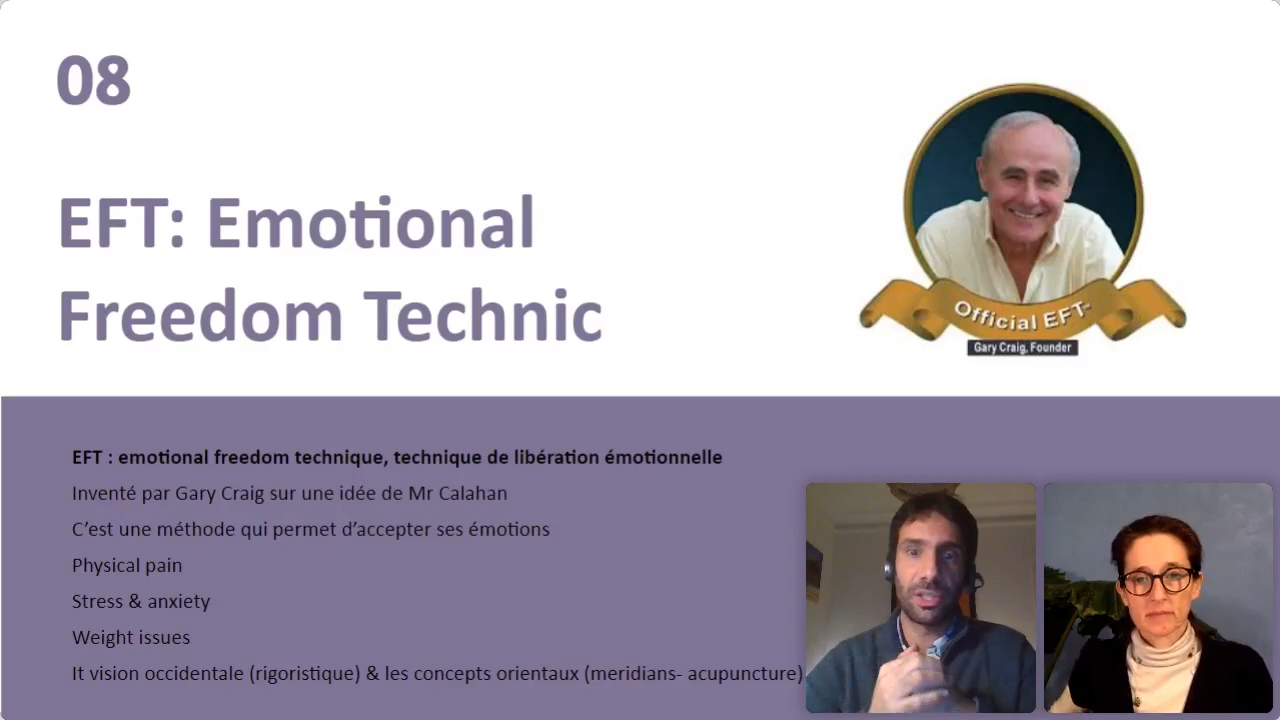 08
EFT: Emotional
Freedom Technic
Official EFT™
Gary Craig, Founder
EFT : emotional freedom technique, technique de libération émotionnelle
Inventé par Gary Craig sur une idée de Mr Calahan
C’est une méthode qui permet d’accepter ses émotions
Physical pain
Stress & anxiety
Weight issues
It vision occidentale (rigoristique) & les concepts orientaux (meridians- acupuncture)